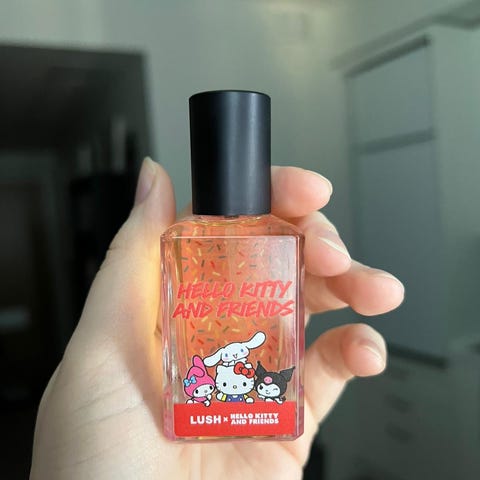 HELLO KITTY
AND FRIENDS
LUSH × HELLO KITTY
AND FRIENDS